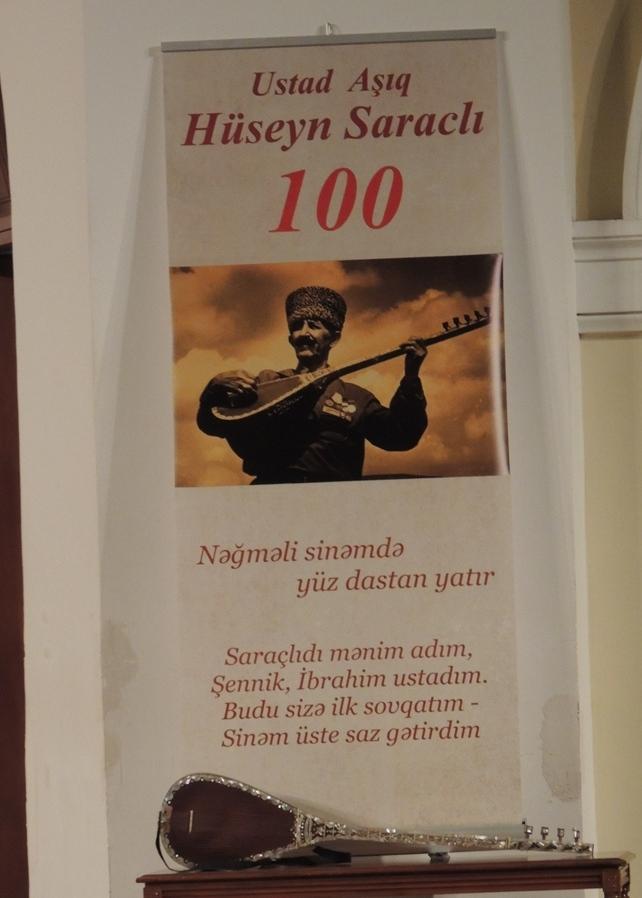 Ustad Aşıq
Hüseyn Saraclı
100
Nəğməli sinəmdə
yüz dastan yatır
Saraçlıdı mənim adım,
Şennik, İbrahim ustadım.
Budu sizə ilk sovqatım -
Sinəm üste saz gətirdim